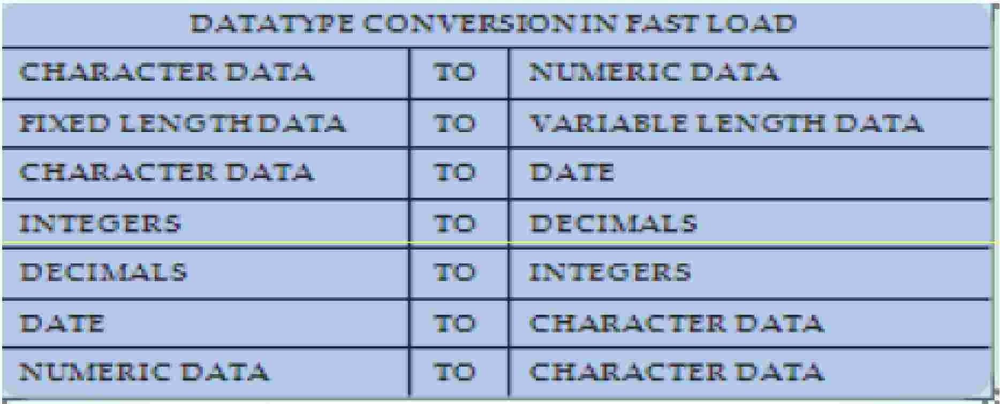 DATATYPE CONVERSION IN FAST LOAD
CHARACTER DATA TO NUMERIC DATA
FIXED LENGTH DATA TO VARIABLE LENGTH DATA
CHARACTER DATA TO DATE
INTEGERS TO DECIMALS
DECIMALS TO INTEGERS
DATE TO CHARACTER DATA
NUMERIC DATA TO CHARACTER DATA